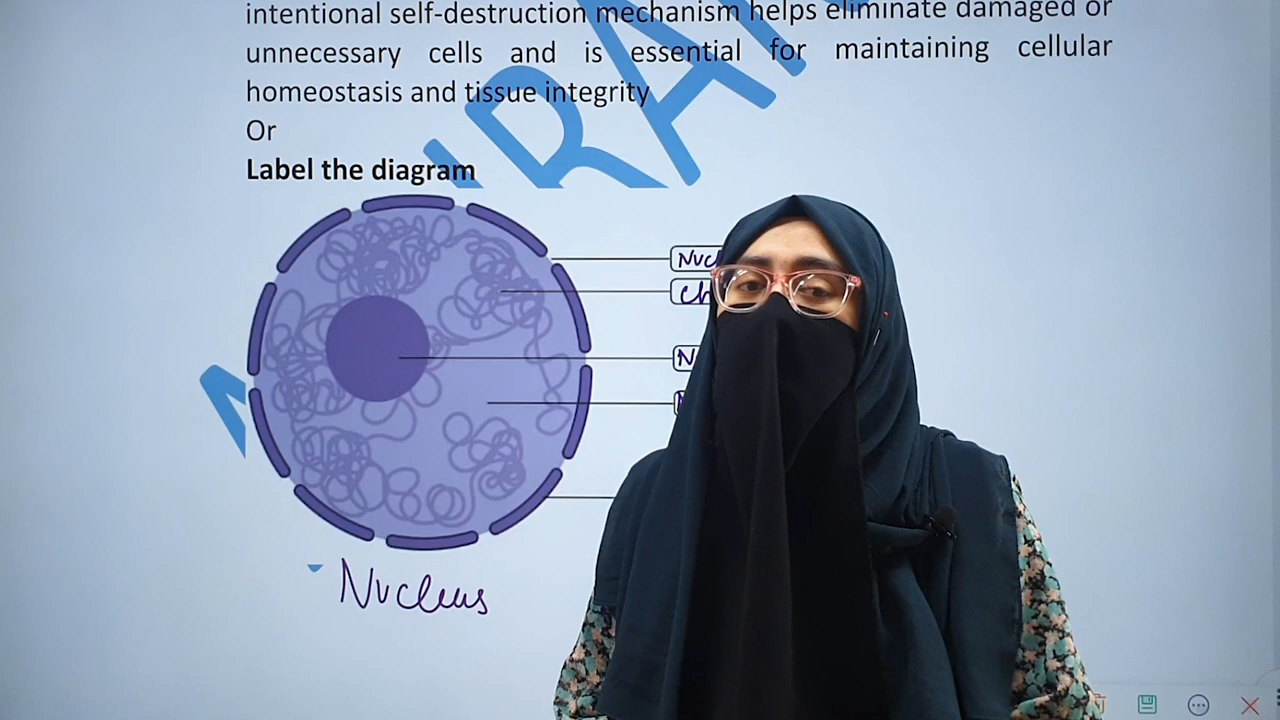 intentional self-destruction mechanism helps eliminate damaged or
unnecessary cells and is essential for maintaining cellular
homeostasis and tissue integrity
Or
Label the diagram
Nucleus